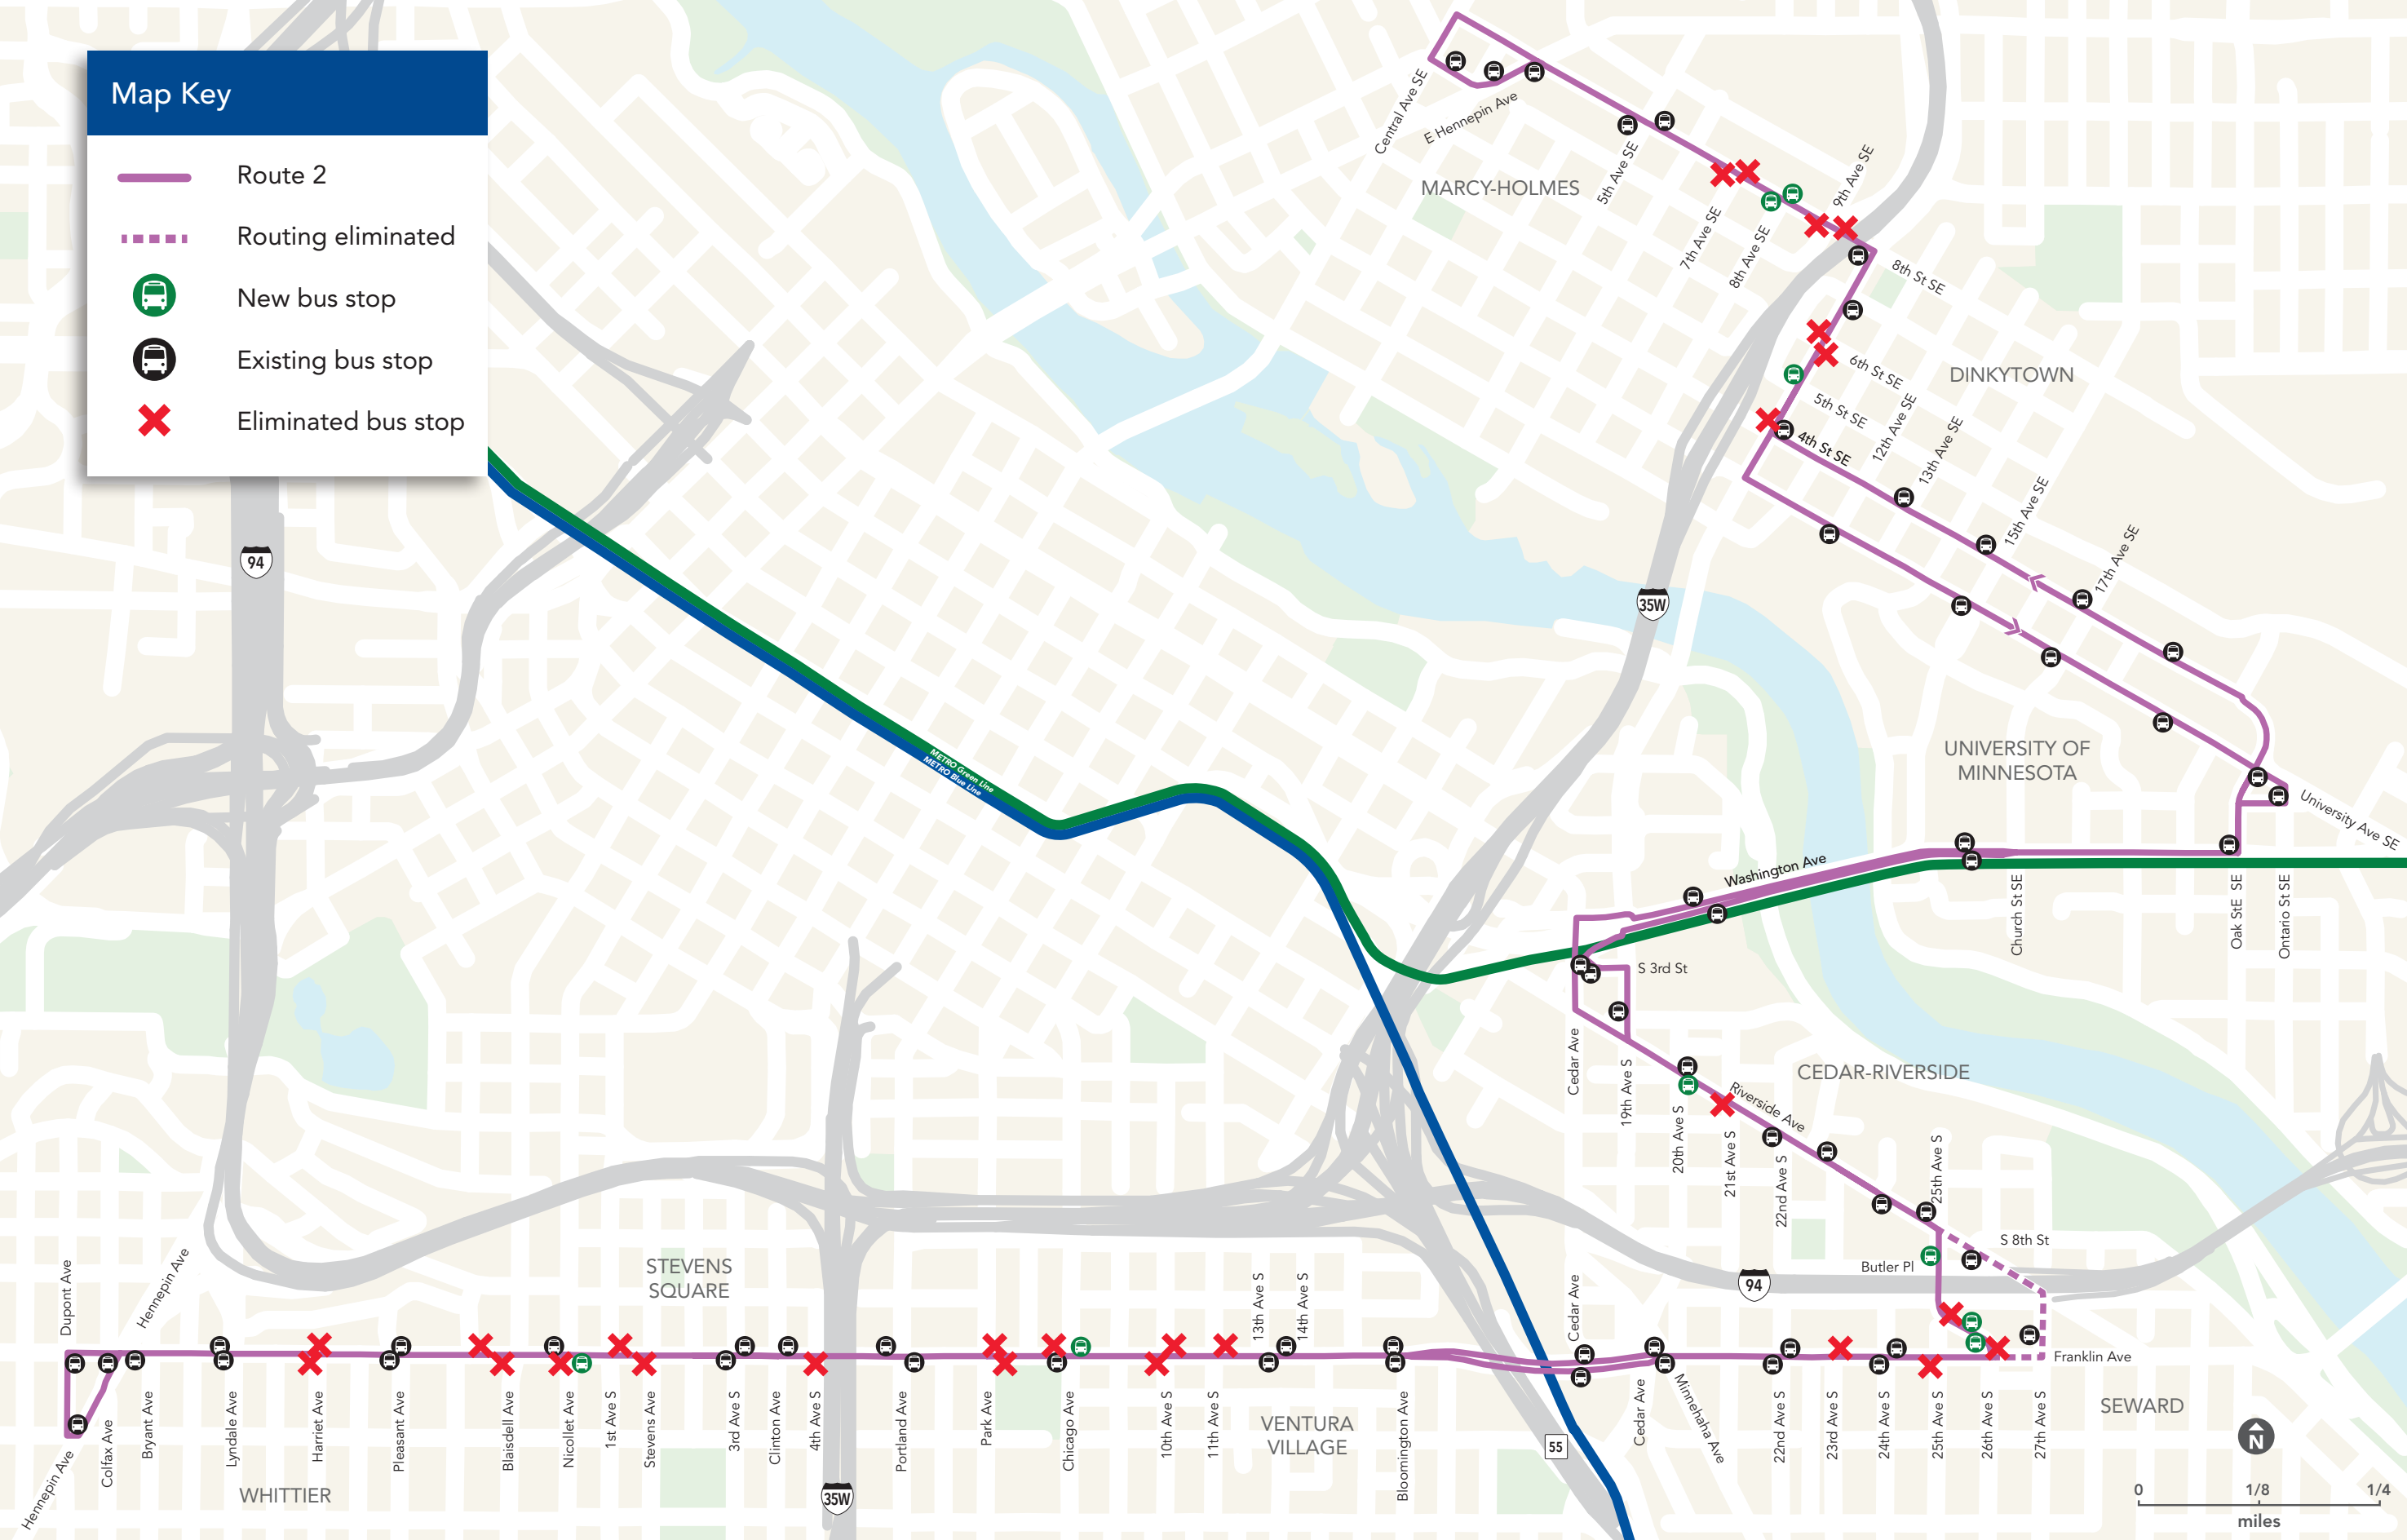 Map Key
Route 2
Routing eliminated
New bus stop
Existing bus stop
Eliminated bus stop
Central Ave SE
E Hennepin Ave
MARCY-HOLMES
5th Ave SE
7th Ave SE
8th Ave SE
9th Ave SE
8th St SE
6th St SE
5th St SE
4th St SE
DINKYTOWN
12th Ave SE
13th Ave SE
15th Ave SE
17th Ave SE
94
35W
METRO Green Line
METRO Blue Line
UNIVERSITY OF
MINNESOTA
University Ave SE
Washington Ave
Church St SE
Oak StE SE
Ontario St SE
S 3rd St
Cedar Ave
19th Ave S
CEDAR-RIVERSIDE
Riverside Ave
20th Ave S
21st Ave S
22nd Ave S
25th Ave S
S 8th St
Butler Pl
94
Franklin Ave
SEWARD
STEVENS
SQUARE
Dupont Ave
Hennepin Ave
13th Ave S
14th Ave S
Cedar Ave
Hennepin Ave
Colfax Ave
Bryant Ave
Lyndale Ave
Harriet Ave
Pleasant Ave
Blaisdell Ave
Nicollet Ave
1st Ave S
Stevens Ave
3rd Ave S
Clinton Ave
4th Ave S
Portland Ave
Park Ave
Chicago Ave
10th Ave S
11th Ave S
VENTURA
VILLAGE
Bloomington Ave
55
Cedar Ave
Minnehaha Ave
22nd Ave S
23rd Ave S
24th Ave S
25th Ave S
26th Ave S
27th Ave S
WHITTIER
35W
N
0 1/8 1/4
miles